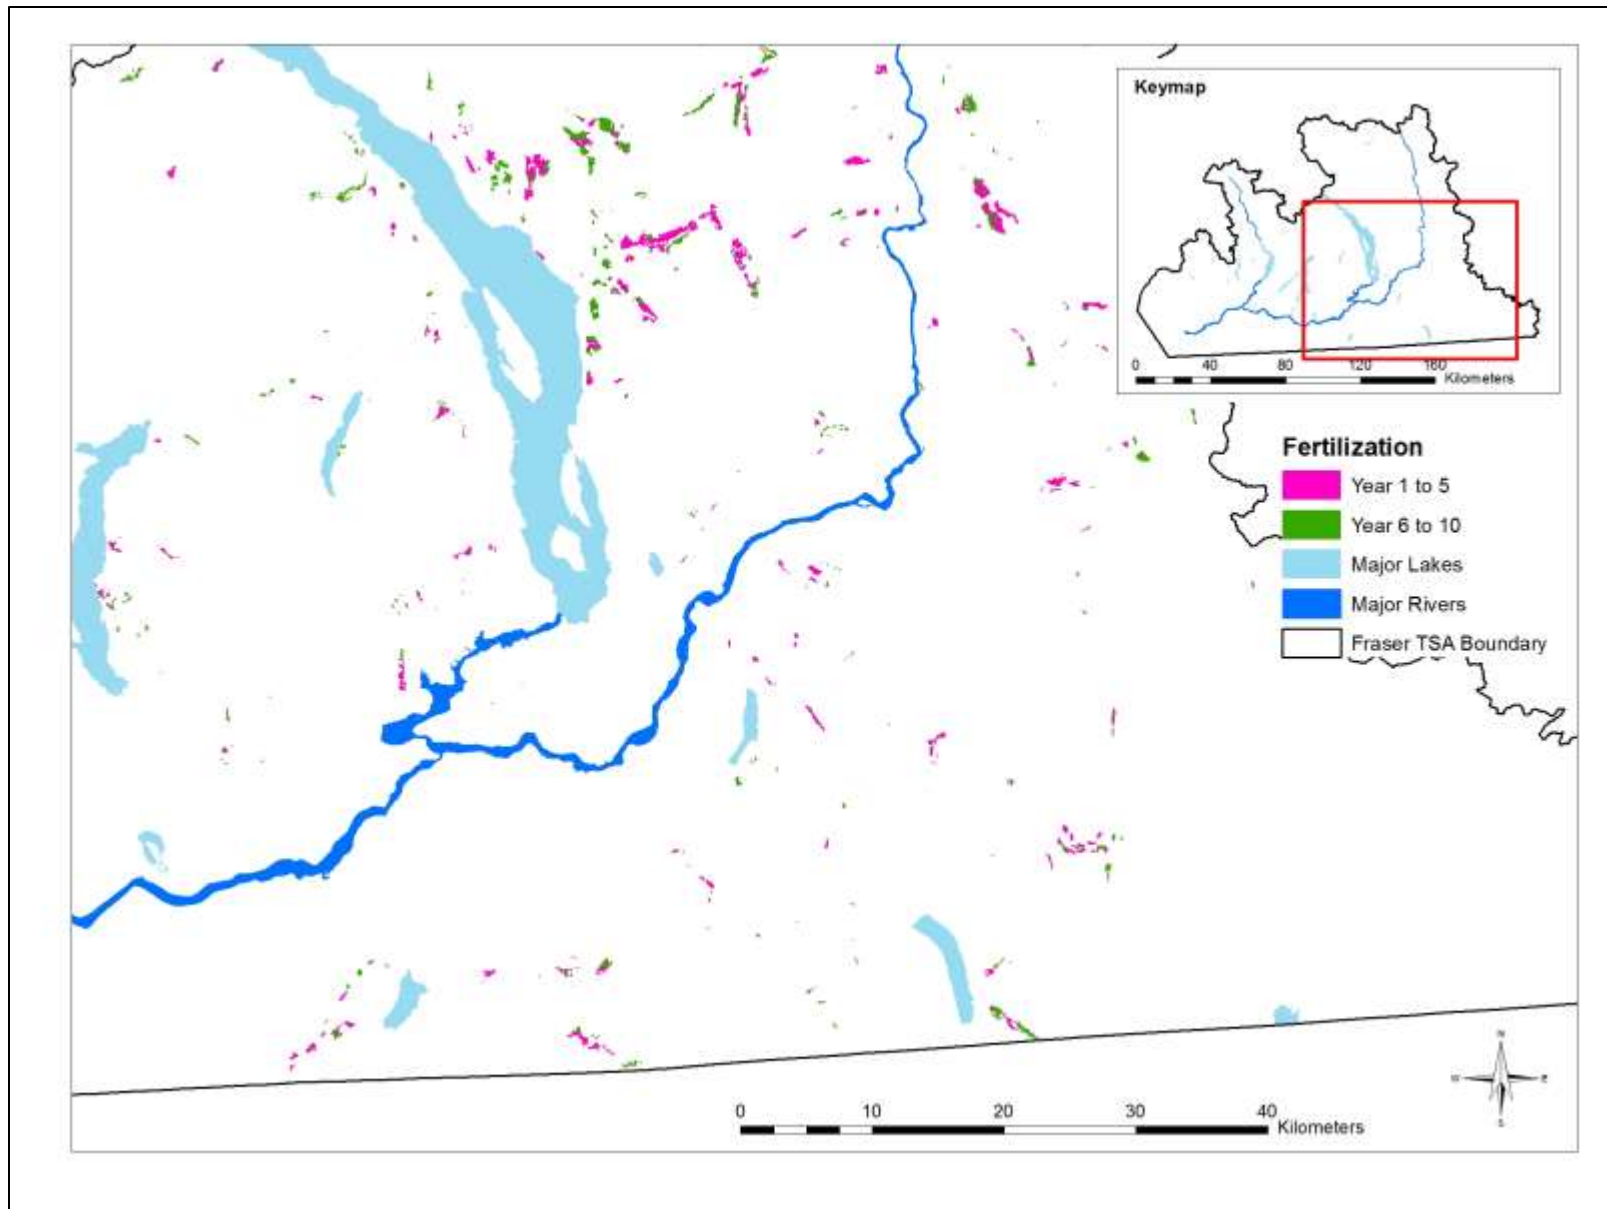 Keymap
0 40 80 120 160
Kilometers
Fertilization
Year 1 to 5
Year 6 to 10
Major Lakes
Major Rivers
Fraser TSA Boundary
N
W E
S
0 10 20 30 40
Kilometers